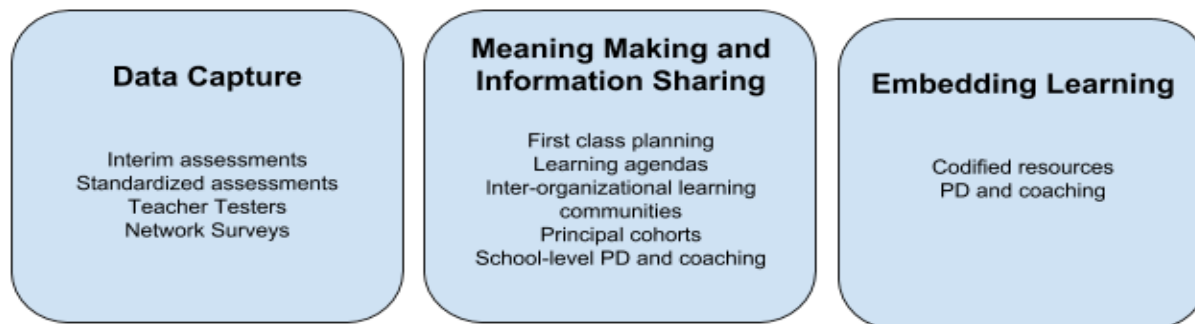 Data Capture
Interim assessments
Standardized assessments
Teacher Testers
Network Surveys
Meaning Making and
Information Sharing
First class planning
Learning agendas
Inter-organizational learning
communities
Principal cohorts
School-level PD and coaching
Embedding Learning
Codified resources
PD and coaching